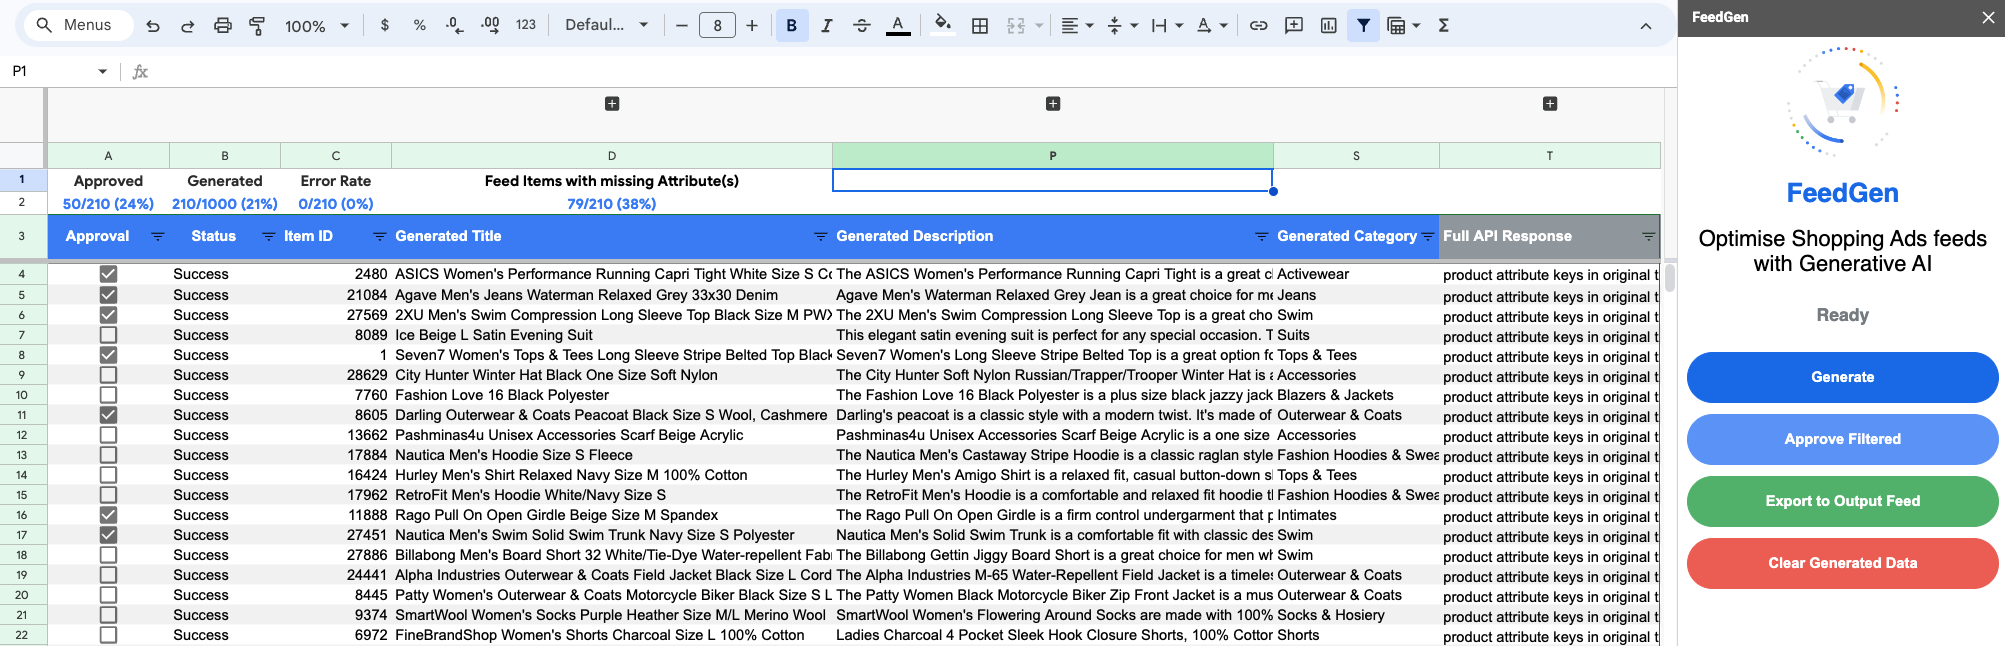 Menus 100% $ % .0 .00 123 Defaul... 8 B I S A A Σ FeedGen
P1 fx
A B C D P S T
1 Approved Generated Error Rate Feed Items with missing Attribute(s)
2 50/210 (24%) 210/1000 (21%) 0/210 (0%) 79/210 (38%)
3 Approval Status Item ID Generated Title Generated Description Generated Category Full API Response
4 Success 2480 ASICS Women's Performance Running Capri Tight White Size S Co The ASICS Women's Performance Running Capri Tight is a great cl Activewear product attribute keys in original t
5 Success 21084 Agave Men's Jeans Waterman Relaxed Grey 33x30 Denim Agave Men's Waterman Relaxed Grey Jean is a great choice for me Jeans product attribute keys in original t
6 Success 27569 2XU Men's Swim Compression Long Sleeve Top Black Size M PWX The 2XU Men's Swim Compression Long Sleeve Top is a great cho Swim product attribute keys in original t
7 Success 8089 Ice Beige L Satin Evening Suit This elegant satin evening suit is perfect for any special occasion. T Suits product attribute keys in original t
8 Success 1 Seven7 Women's Tops & Tees Long Sleeve Stripe Belted Top Black Seven7 Women's Long Sleeve Stripe Belted Top is a great option fo Tops & Tees product attribute keys in original t
9 Success 28629 City Hunter Winter Hat Black One Size Soft Nylon The City Hunter Soft Nylon Russian/Trapper/Trooper Winter Hat is a Accessories product attribute keys in original t
10 Success 7760 Fashion Love 16 Black Polyester The Fashion Love 16 Black Polyester is a plus size black jazzy jack Blazers & Jackets product attribute keys in original t
11 Success 8605 Darling Outerwear & Coats Peacoat Black Size S Wool, Cashmere Darling's peacoat is a classic style with a modern twist. It's made of Outerwear & Coats product attribute keys in original t
12 Success 13662 Pashminas4u Unisex Accessories Scarf Beige Acrylic Pashminas4u Unisex Accessories Scarf Beige Acrylic is a one size Accessories product attribute keys in original t
13 Success 17884 Nautica Men's Hoodie Size S Fleece The Nautica Men's Castaway Stripe Hoodie is a classic raglan style Fashion Hoodies & Swea product attribute keys in original t
14 Success 16424 Hurley Men's Shirt Relaxed Navy Size M 100% Cotton The Hurley Men's Amigo Shirt is a relaxed fit, casual button-down s Tops & Tees product attribute keys in original t
15 Success 17962 RetroFit Men's Hoodie White/Navy Size S The RetroFit Men's Hoodie is a comfortable and relaxed fit hoodie t Fashion Hoodies & Swea product attribute keys in original t
16 Success 11888 Rago Pull On Open Girdle Beige Size M Spandex The Rago Pull On Open Girdle is a firm control undergarment that p Intimates product attribute keys in original t
17 Success 27451 Nautica Men's Swim Solid Swim Trunk Navy Size S Polyester Nautica Men's Solid Swim Trunk is a comfortable fit with classic des Swim product attribute keys in original t
18 Success 27886 Billabong Men's Board Short 32 White/Tie-Dye Water-repellent Fab The Billabong Gettin Jiggy Board Short is a great choice for men wh Swim product attribute keys in original t
19 Success 24441 Alpha Industries Outerwear & Coats Field Jacket Black Size L Cord The Alpha Industries M-65 Water-Repellent Field Jacket is a timeles Outerwear & Coats product attribute keys in original t
20 Success 8445 Patty Women's Outerwear & Coats Motorcycle Biker Black Size S L The Patty Women Black Motorcycle Biker Zip Front Jacket is a mus Outerwear & Coats product attribute keys in original t
21 Success 9374 SmartWool Women's Socks Purple Heather Size M/L Merino Wool SmartWool Women's Flowering Around Socks are made with 100% Socks & Hosiery product attribute keys in original t
22 Success 6972 FineBrandShop Women's Shorts Charcoal Size L 100% Cotton Ladies Charcoal 4 Pocket Sleek Hook Closure Shorts, 100% Cotton Shorts product attribute keys in original t
FeedGen
Optimise Shopping Ads feeds
with Generative AI
Ready
Generate
Approve Filtered
Export to Output Feed
Clear Generated Data